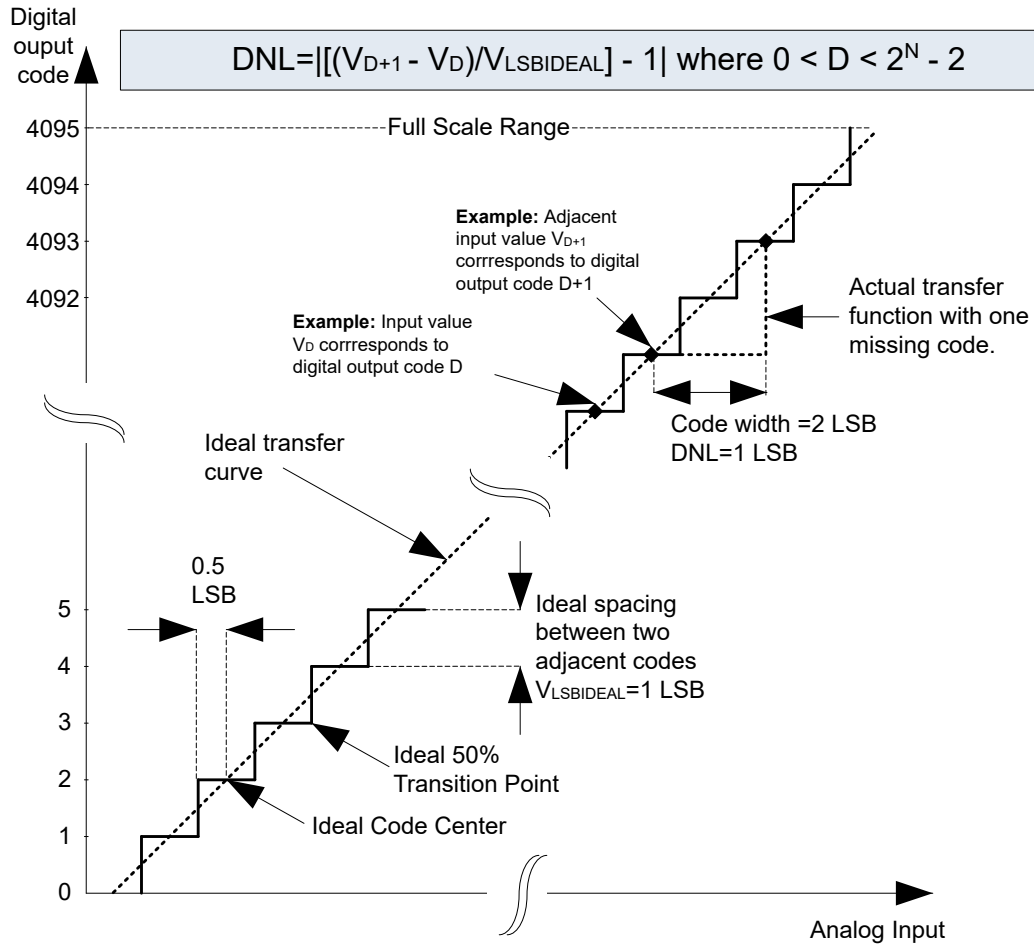 Digital
ouput
code
DNL=|[(VD+1 - VD)/VLSBIDEAL] - 1| where 0 < D < 2^N - 2
4095
Full Scale Range
4094
4093
4092
Example: Adjacent
input value VD+1
corrresponds to digital
output code D+1
Example: Input value
VD corrresponds to
digital output code D
Actual transfer
function with one
missing code.
Code width =2 LSB
DNL=1 LSB
Ideal transfer
curve
0.5
LSB
5
4
3
2
1
0
Ideal spacing
between two
adjacent codes
VLSBIDEAL=1 LSB
Ideal 50%
Transition Point
Ideal Code Center
Analog Input